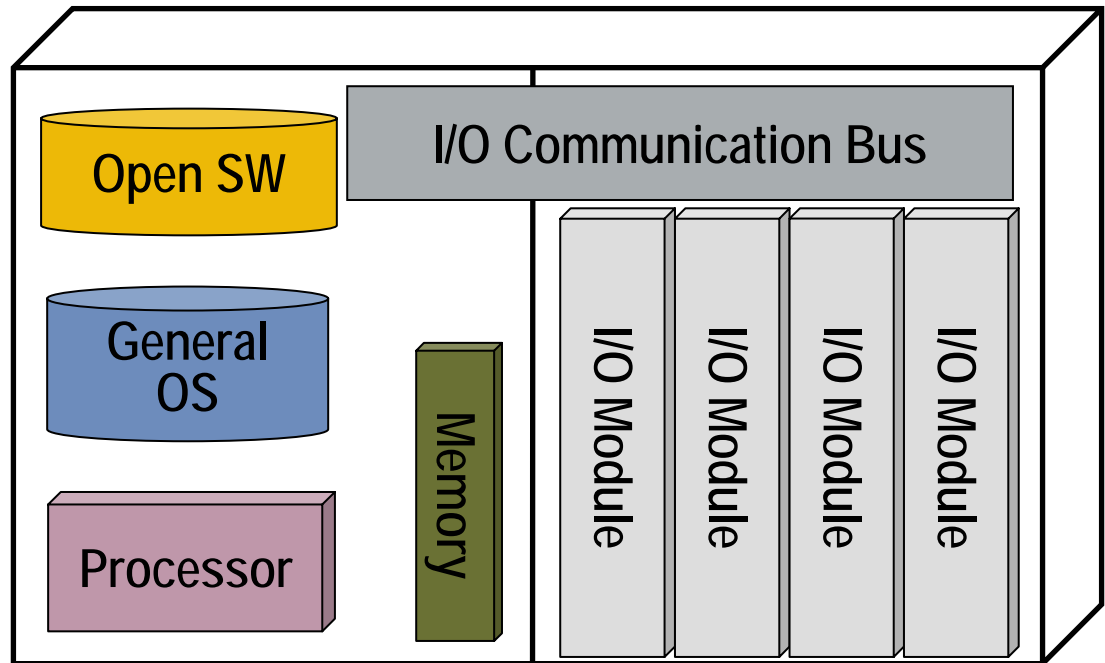 Open SW
I/O Communication Bus
General
OS
Processor
Memory
I/O Module
I/O Module
I/O Module
I/O Module